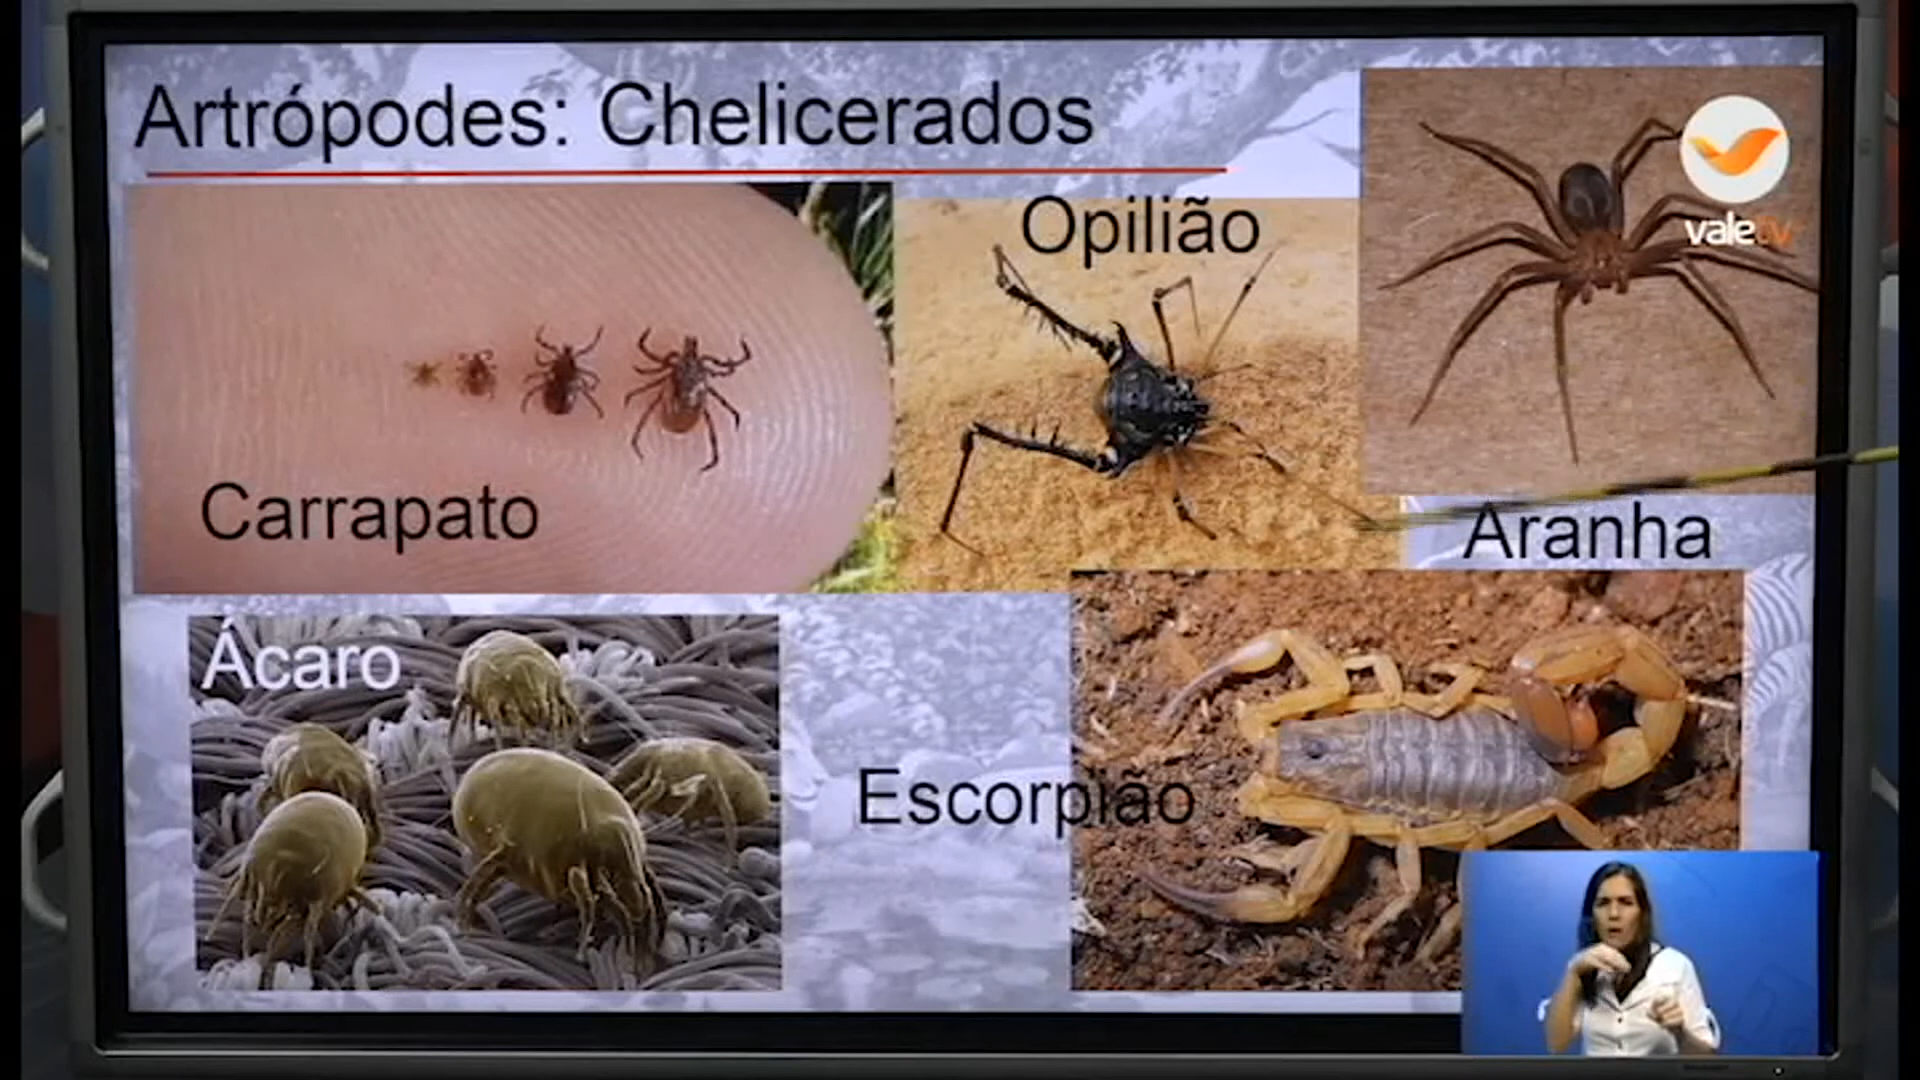 Artrópodes: Chelicerados
Opilião
valetv
Carrapato
Aranha
Ácaro
Escorpião